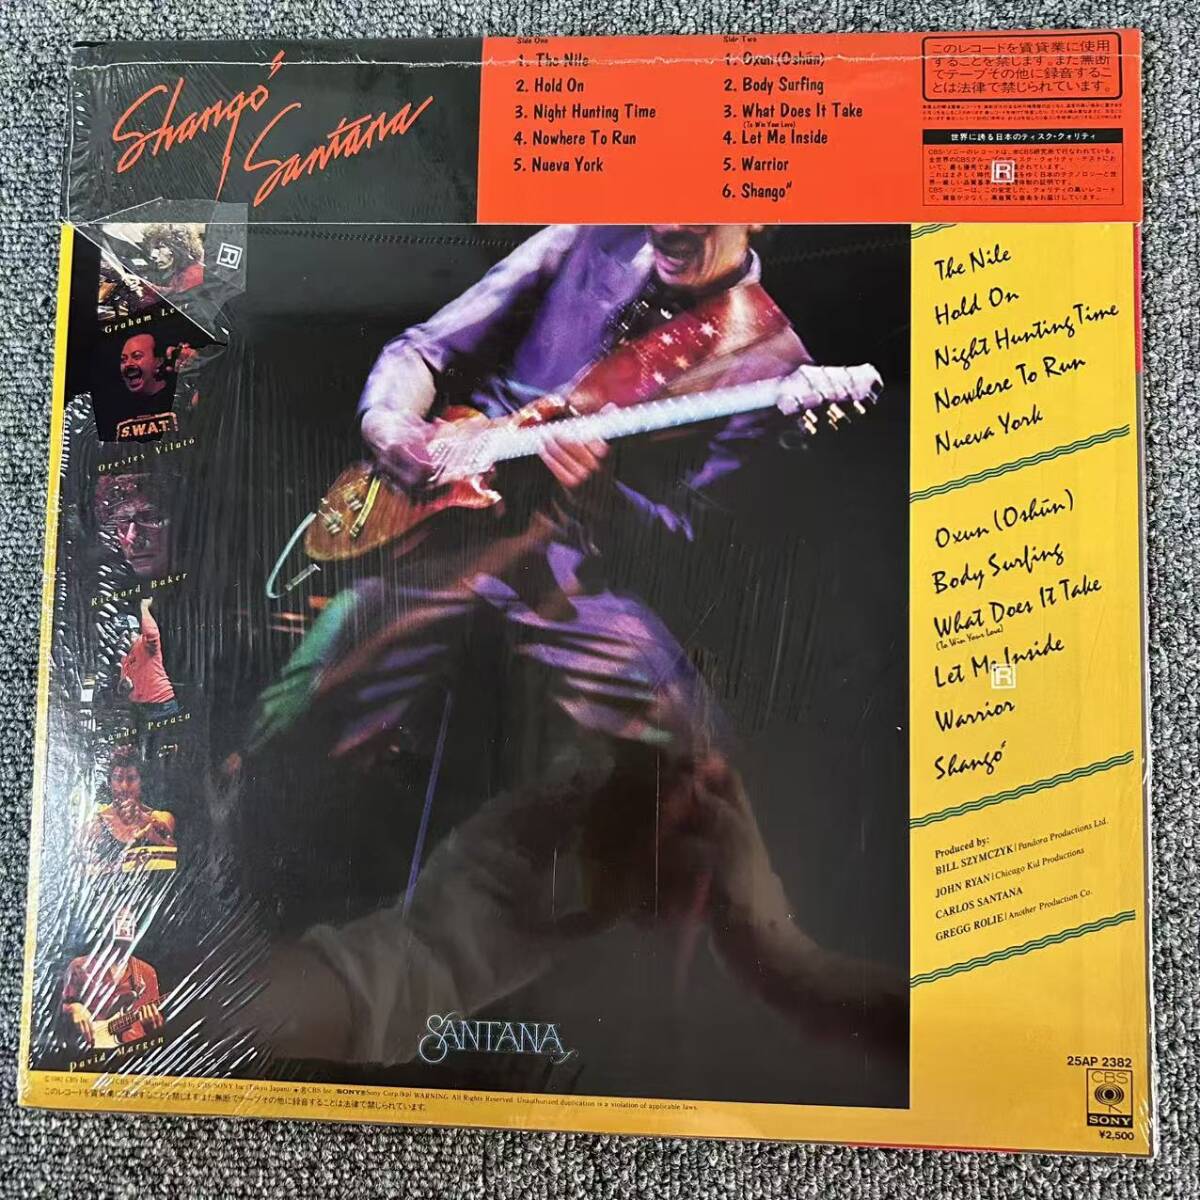 Shangó
Santana
Side One
1. The Nile
2. Hold On
3. Night Hunting Time
4. Nowhere To Run
5. Nueva York
Side Two
1. Oxun (Oshún)
2. Body Surfing
3. What Does It Take
(To Win Your Love)
4. Let Me Inside
5. Warrior
6. Shangó
このレコードを賃貸業に使用
することを禁じます。また無断
でテープその他に録音するこ
とは法律で禁じられています。
世界に誇る日本のディスク・クォリティ
R
Graham Lear
S.W.A.T.
Orestes Vilató
Richard Baker
ando Peraza
R
David Margen
The Nile
Hold On
Night Hunting Time
Nowhere To Run
Nueva York
Oxun (Oshūn)
Body Surfing
What Does It Take
(To Win Your Love)
Let Me Inside
R
Warrior
Shangó
Produced by:
BILL SZYMCZYK | Pandora Productions Ltd.
JOHN RYAN | Chicago Kid Productions
CARLOS SANTANA
GREGG ROLIE | Another Production Co.
SANTANA
25AP 2382
CBS
SONY
¥2,500
WARNING: All Rights Reserved. Unauthorized duplication is a violation of applicable laws.
このレコードを賃貸業に使用することを禁じます。また無断でテープその他に録音することは法律で禁じられています。